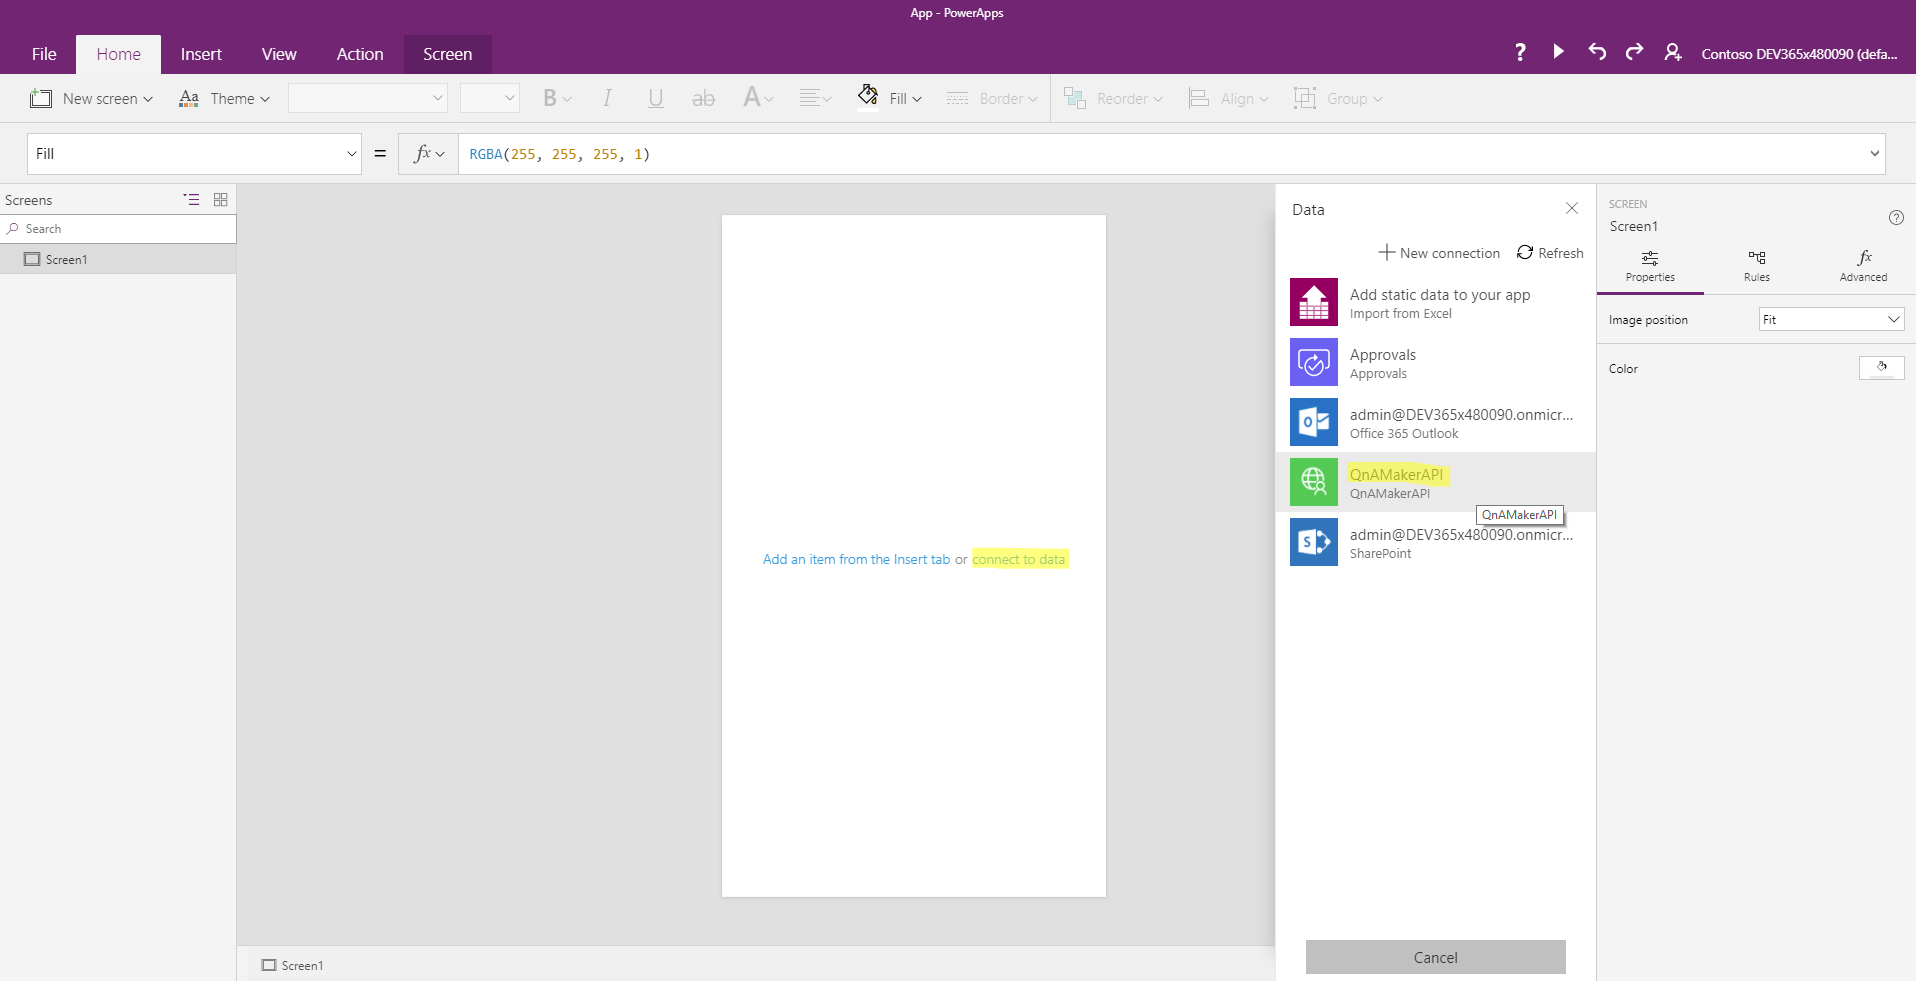 App - PowerApps
File Home Insert View Action Screen
? Contoso DEV365x480090 (defa...
New screen Aa Theme B I U ab A Fill Border Reorder Align Group
Fill = fx RGBA(255, 255, 255, 1)
Screens
Search
Screen1
Add an item from the Insert tab or connect to data
Screen1
Data
New connection Refresh
Add static data to your app
Import from Excel
Approvals
Approvals
admin@DEV365x480090.onmicr...
Office 365 Outlook
QnAMakerAPI
QnAMakerAPI
QnAMakerAPI
admin@DEV365x480090.onmicr...
SharePoint
Cancel
SCREEN
Screen1
?
Properties Rules fx Advanced
Image position Fit
Color